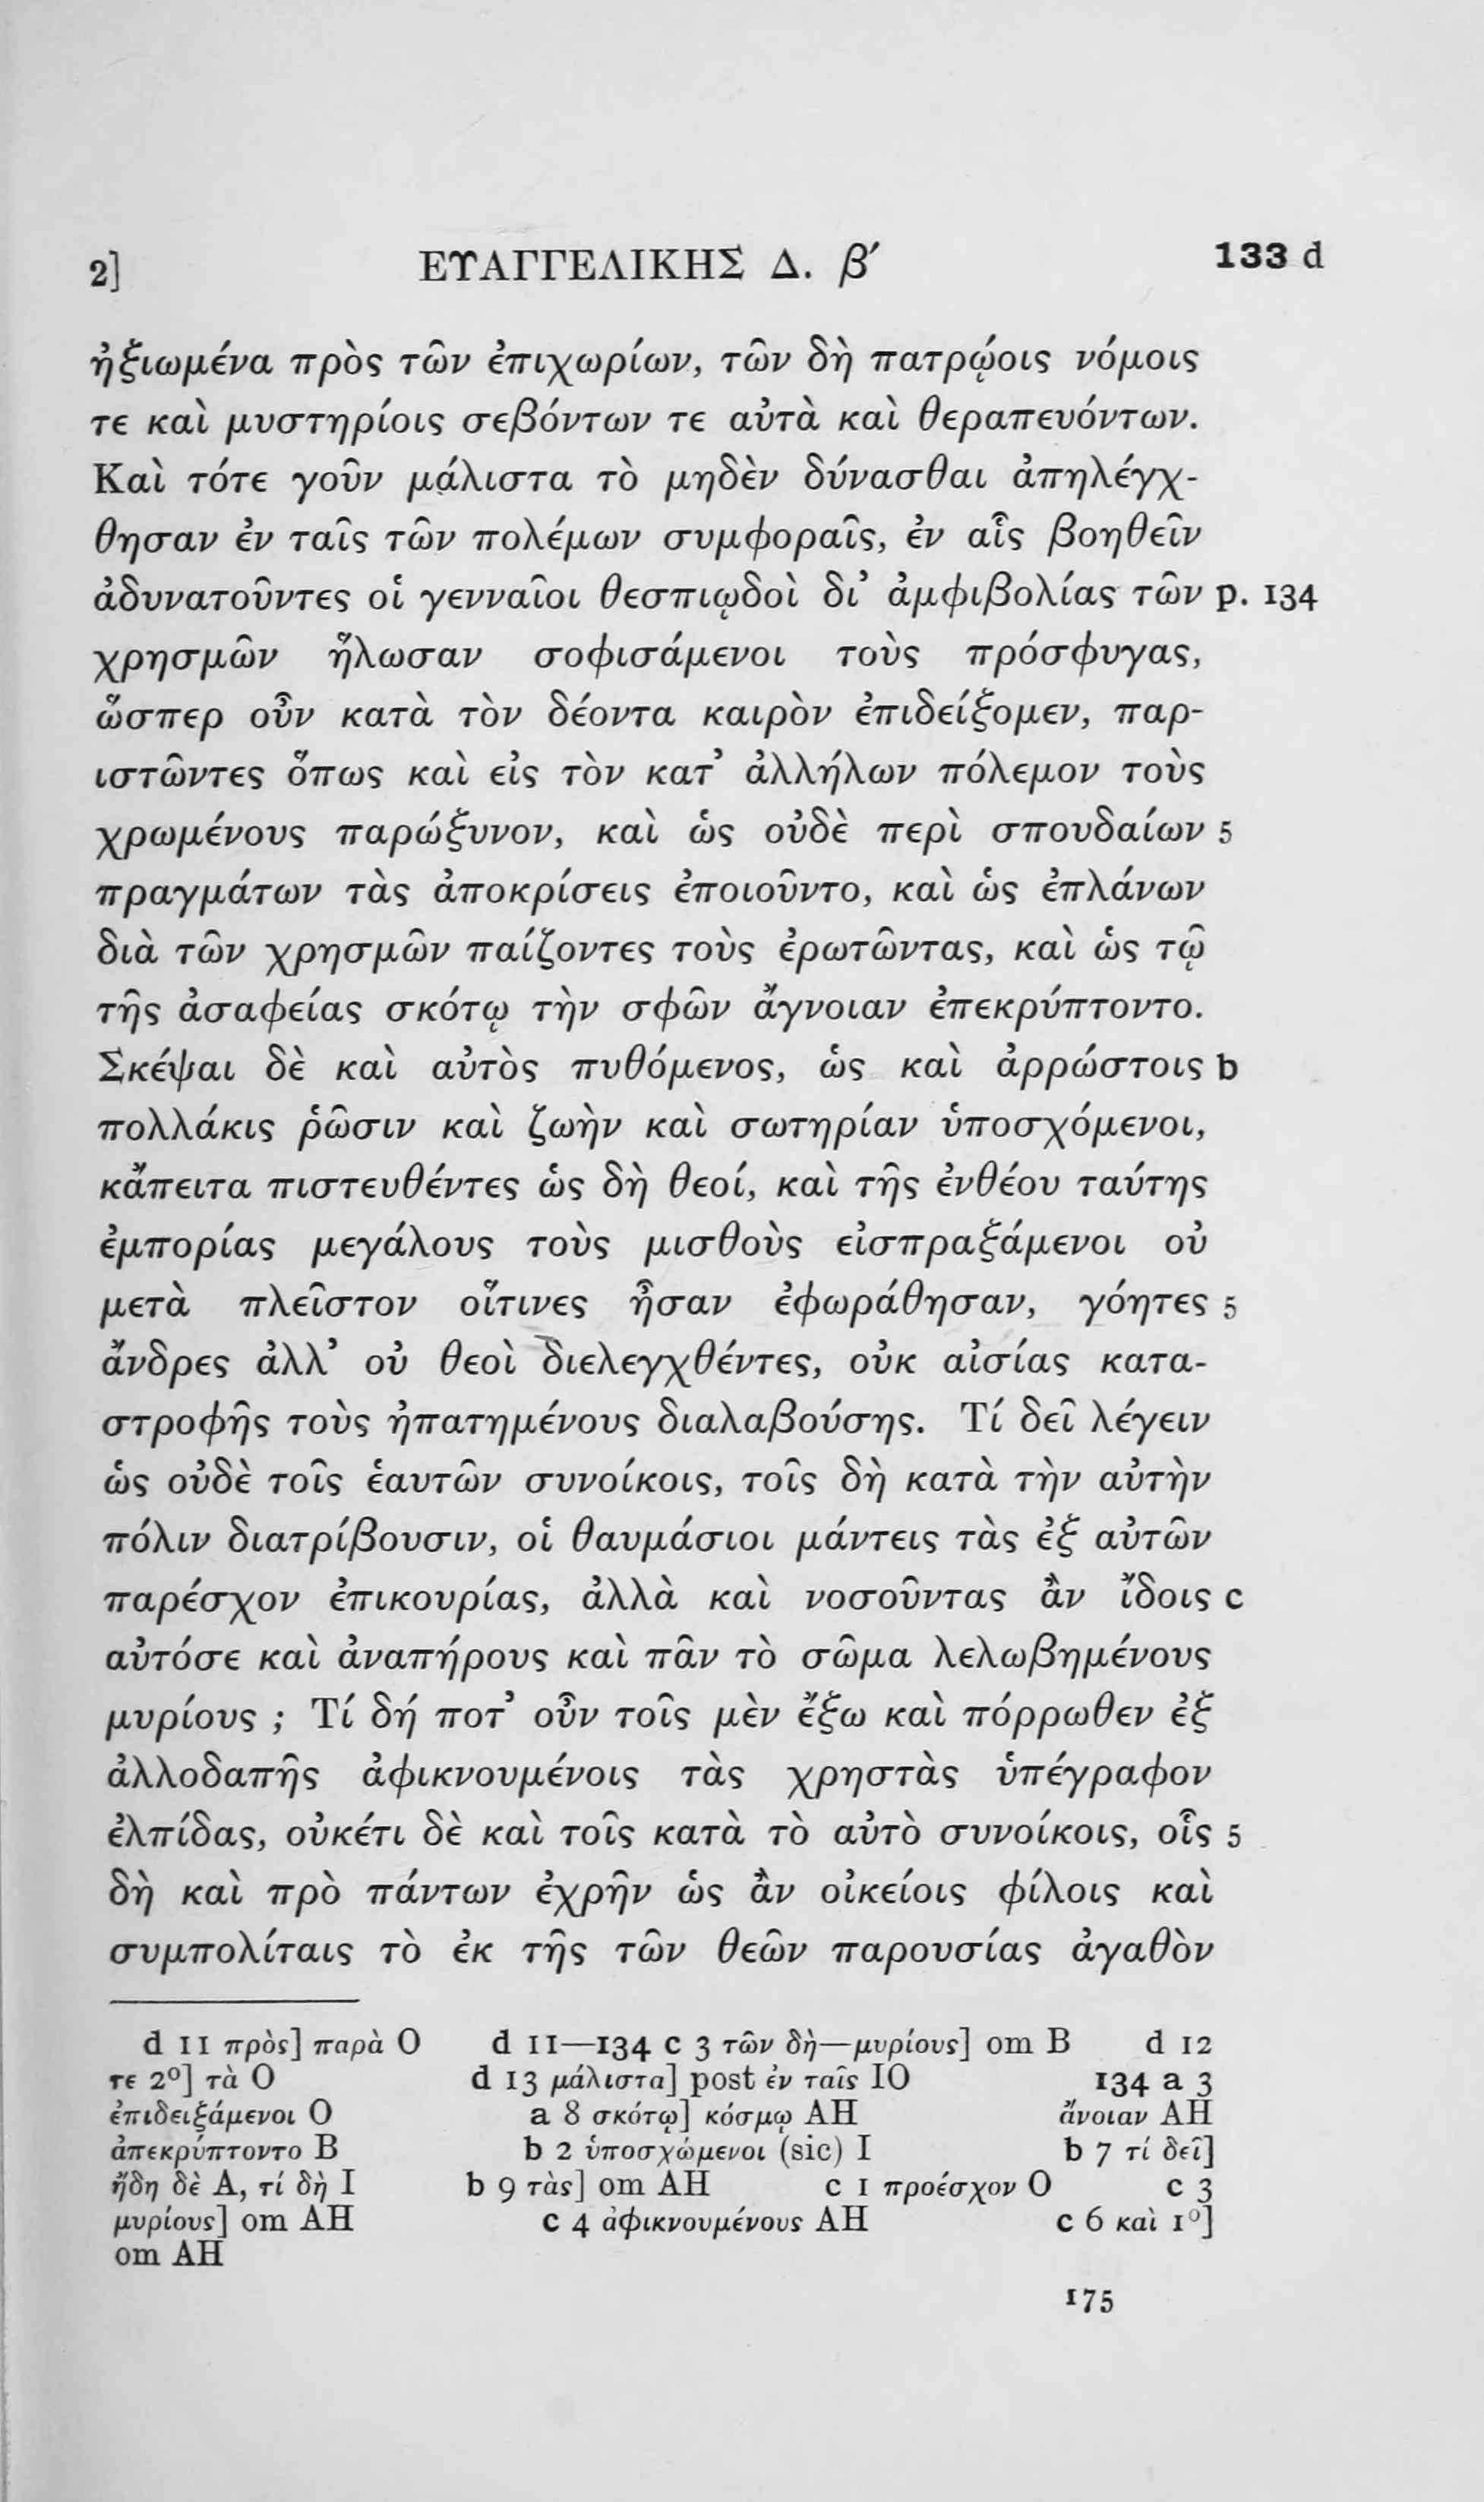 2] ΕΥΑΓΓΕΛΙΚΗΣ Δ. β′ 133 d
ἠξιωμένα πρὸς τῶν ἐπιχωρίων, τῶν δὴ πατρῴοις νόμοις
τε καὶ μυστηρίοις σεβόντων τε αὐτὰ καὶ θεραπευόντων.
Καὶ τότε γοῦν μάλιστα τὸ μηδὲν δύνασθαι ἀπηλέγχ-
θησαν ἐν ταῖς τῶν πολέμων συμφοραῖς, ἐν αἷς βοηθεῖν
ἀδυνατοῦντες οἱ γενναῖοι θεσπιῳδοὶ δι’ ἀμφιβολίας τῶν p. 134
χρησμῶν ἥλωσαν σοφισάμενοι τοὺς πρόσφυγας,
ὥσπερ οὖν κατὰ τὸν δέοντα καιρὸν ἐπιδείξομεν, παρ-
ιστῶντες ὅπως καὶ εἰς τὸν κατ’ ἀλλήλων πόλεμον τοὺς
χρωμένους παρώξυνον, καὶ ὡς οὐδὲ περὶ σπουδαίων 5
πραγμάτων τὰς ἀποκρίσεις ἐποιοῦντο, καὶ ὡς ἐπλάνων
διὰ τῶν χρησμῶν παίζοντες τοὺς ἐρωτῶντας, καὶ ὡς τῷ
τῆς ἀσαφείας σκότῳ τὴν σφῶν ἄγνοιαν ἐπεκρύπτοντο.
Σκέψαι δὲ καὶ αὐτὸς πυθόμενος, ὡς καὶ ἀρρώστοις b
πολλάκις ῥῶσιν καὶ ζωὴν καὶ σωτηρίαν ὑποσχόμενοι,
κἄπειτα πιστευθέντες ὡς δὴ θεοί, καὶ τῆς ἐνθέου ταύτης
ἐμπορίας μεγάλους τοὺς μισθοὺς εἰσπραξάμενοι οὐ
μετὰ πλεῖστον οἵτινες ἦσαν ἐφωράθησαν, γόητες 5
ἄνδρες ἀλλ’ οὐ θεοὶ διελεγχθέντες, οὐκ αἰσίας κατα-
στροφῆς τοὺς ἠπατημένους διαλαβούσης. Τί δεῖ λέγειν
ὡς οὐδὲ τοῖς ἑαυτῶν συνοίκοις, τοῖς δὴ κατὰ τὴν αὐτὴν
πόλιν διατρίβουσιν, οἱ θαυμάσιοι μάντεις τὰς ἐξ αὐτῶν
παρέσχον ἐπικουρίας, ἀλλὰ καὶ νοσοῦντας ἂν ἴδοις c
αὐτόσε καὶ ἀναπήρους καὶ πᾶν τὸ σῶμα λελωβημένους
μυρίους ; Τί δή ποτ’ οὖν τοῖς μὲν ἔξω καὶ πόρρωθεν ἐξ
ἀλλοδαπῆς ἀφικνουμένοις τὰς χρηστὰς ὑπέγραφον
ἐλπίδας, οὐκέτι δὲ καὶ τοῖς κατὰ τὸ αὐτὸ συνοίκοις, οἷς 5
δὴ καὶ πρὸ πάντων ἐχρῆν ὡς ἂν οἰκείοις φίλοις καὶ
συμπολίταις τὸ ἐκ τῆς τῶν θεῶν παρουσίας ἀγαθὸν
d 11 πρὸς] παρὰ O d 11—134 c 3 τῶν δὴ—μυρίους] om B d 12
τε 2º] τὰ O d 13 μάλιστα] post ἐν ταῖς IO 134 a 3
ἐπιδειξάμενοι O a 8 σκότῳ] κόσμῳ AH ἄνοιαν AH
ἀπεκρύπτοντο B b 2 ὑποσχώμενοι (sic) I b 7 τί δεῖ]
ἤδη δὲ A, τί δὴ I b 9 τὰς] om AH c 1 προέσχον O c 3
μυρίους] om AH c 4 ἀφικνουμένους AH c 6 καὶ 1º]
om AH
175